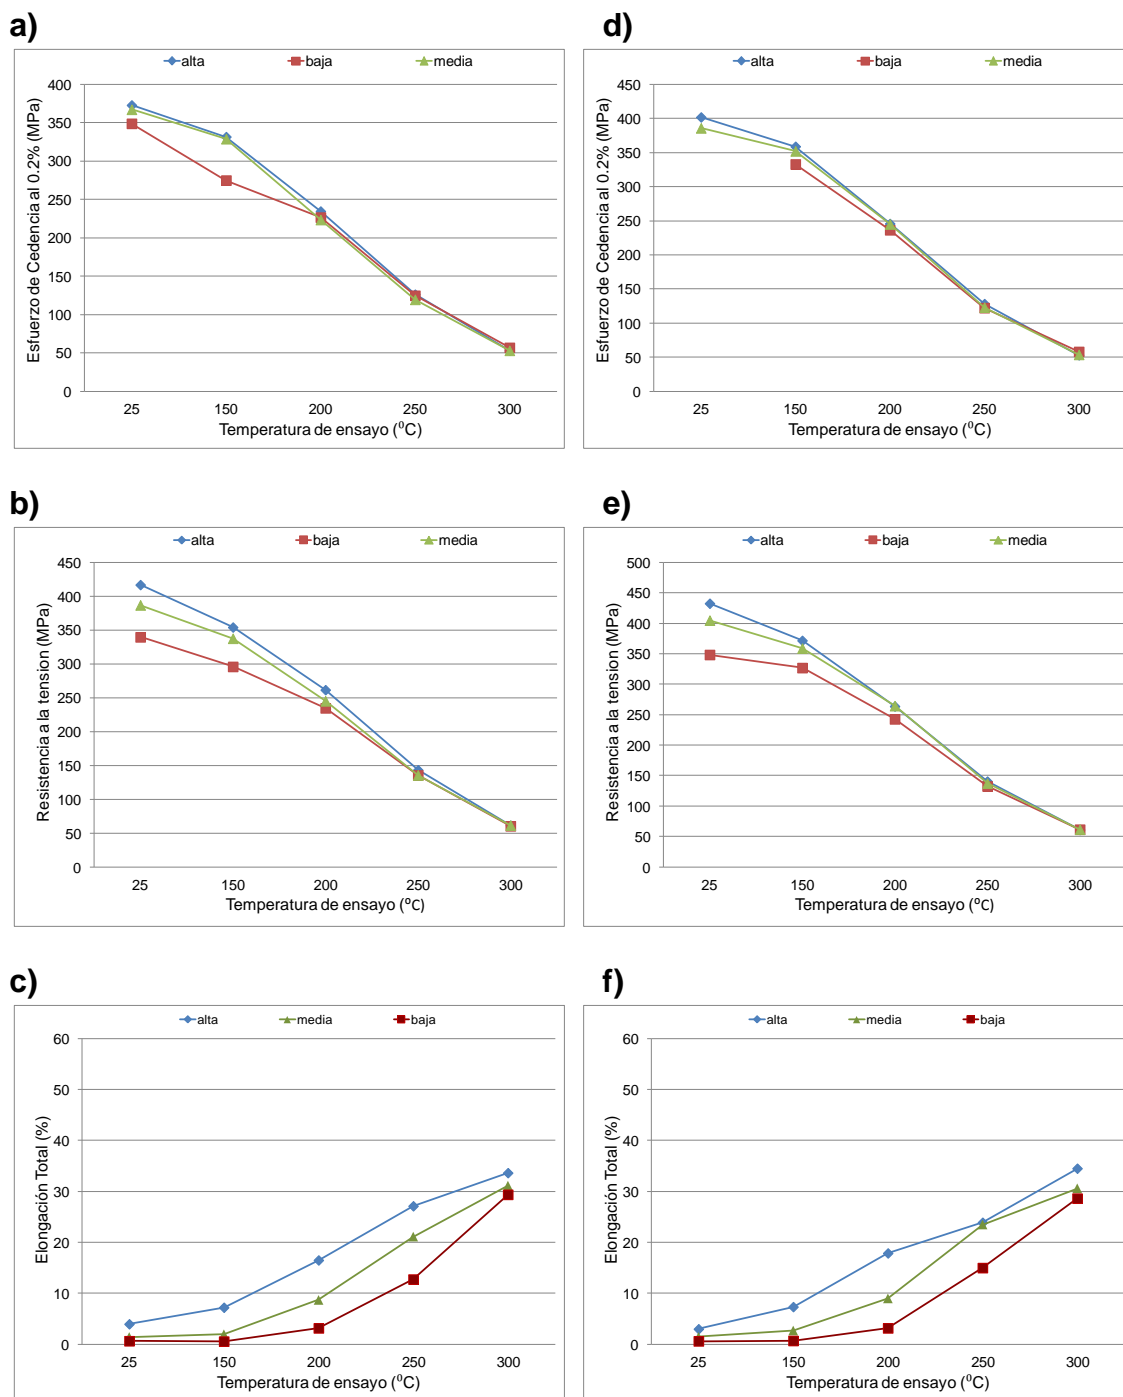 a)
alta baja media
Esfuerzo de Cedencia al 0.2% (MPa)
400
350
300
250
200
150
100
50
0
25 150 200 250 300
Temperatura de ensayo (⁰C)
d)
alta baja media
Esfuerzo de Cedencia al 0.2% (MPa)
450
400
350
300
250
200
150
100
50
0
25 150 200 250 300
Temperatura de ensayo (⁰C)
b)
alta baja media
Resistencia a la tension (MPa)
450
400
350
300
250
200
150
100
50
0
25 150 200 250 300
Temperatura de ensayo (ºC)
e)
alta baja media
Resistencia a la tension (MPa)
500
450
400
350
300
250
200
150
100
50
0
25 150 200 250 300
Temperatura de ensayo (ºC)
c)
alta media baja
Elongación Total (%)
60
50
40
30
20
10
0
25 150 200 250 300
Temperatura de ensayo (⁰C)
f)
alta media baja
Elongación Total (%)
60
50
40
30
20
10
0
25 150 200 250 300
Temperatura de ensayo (⁰C)